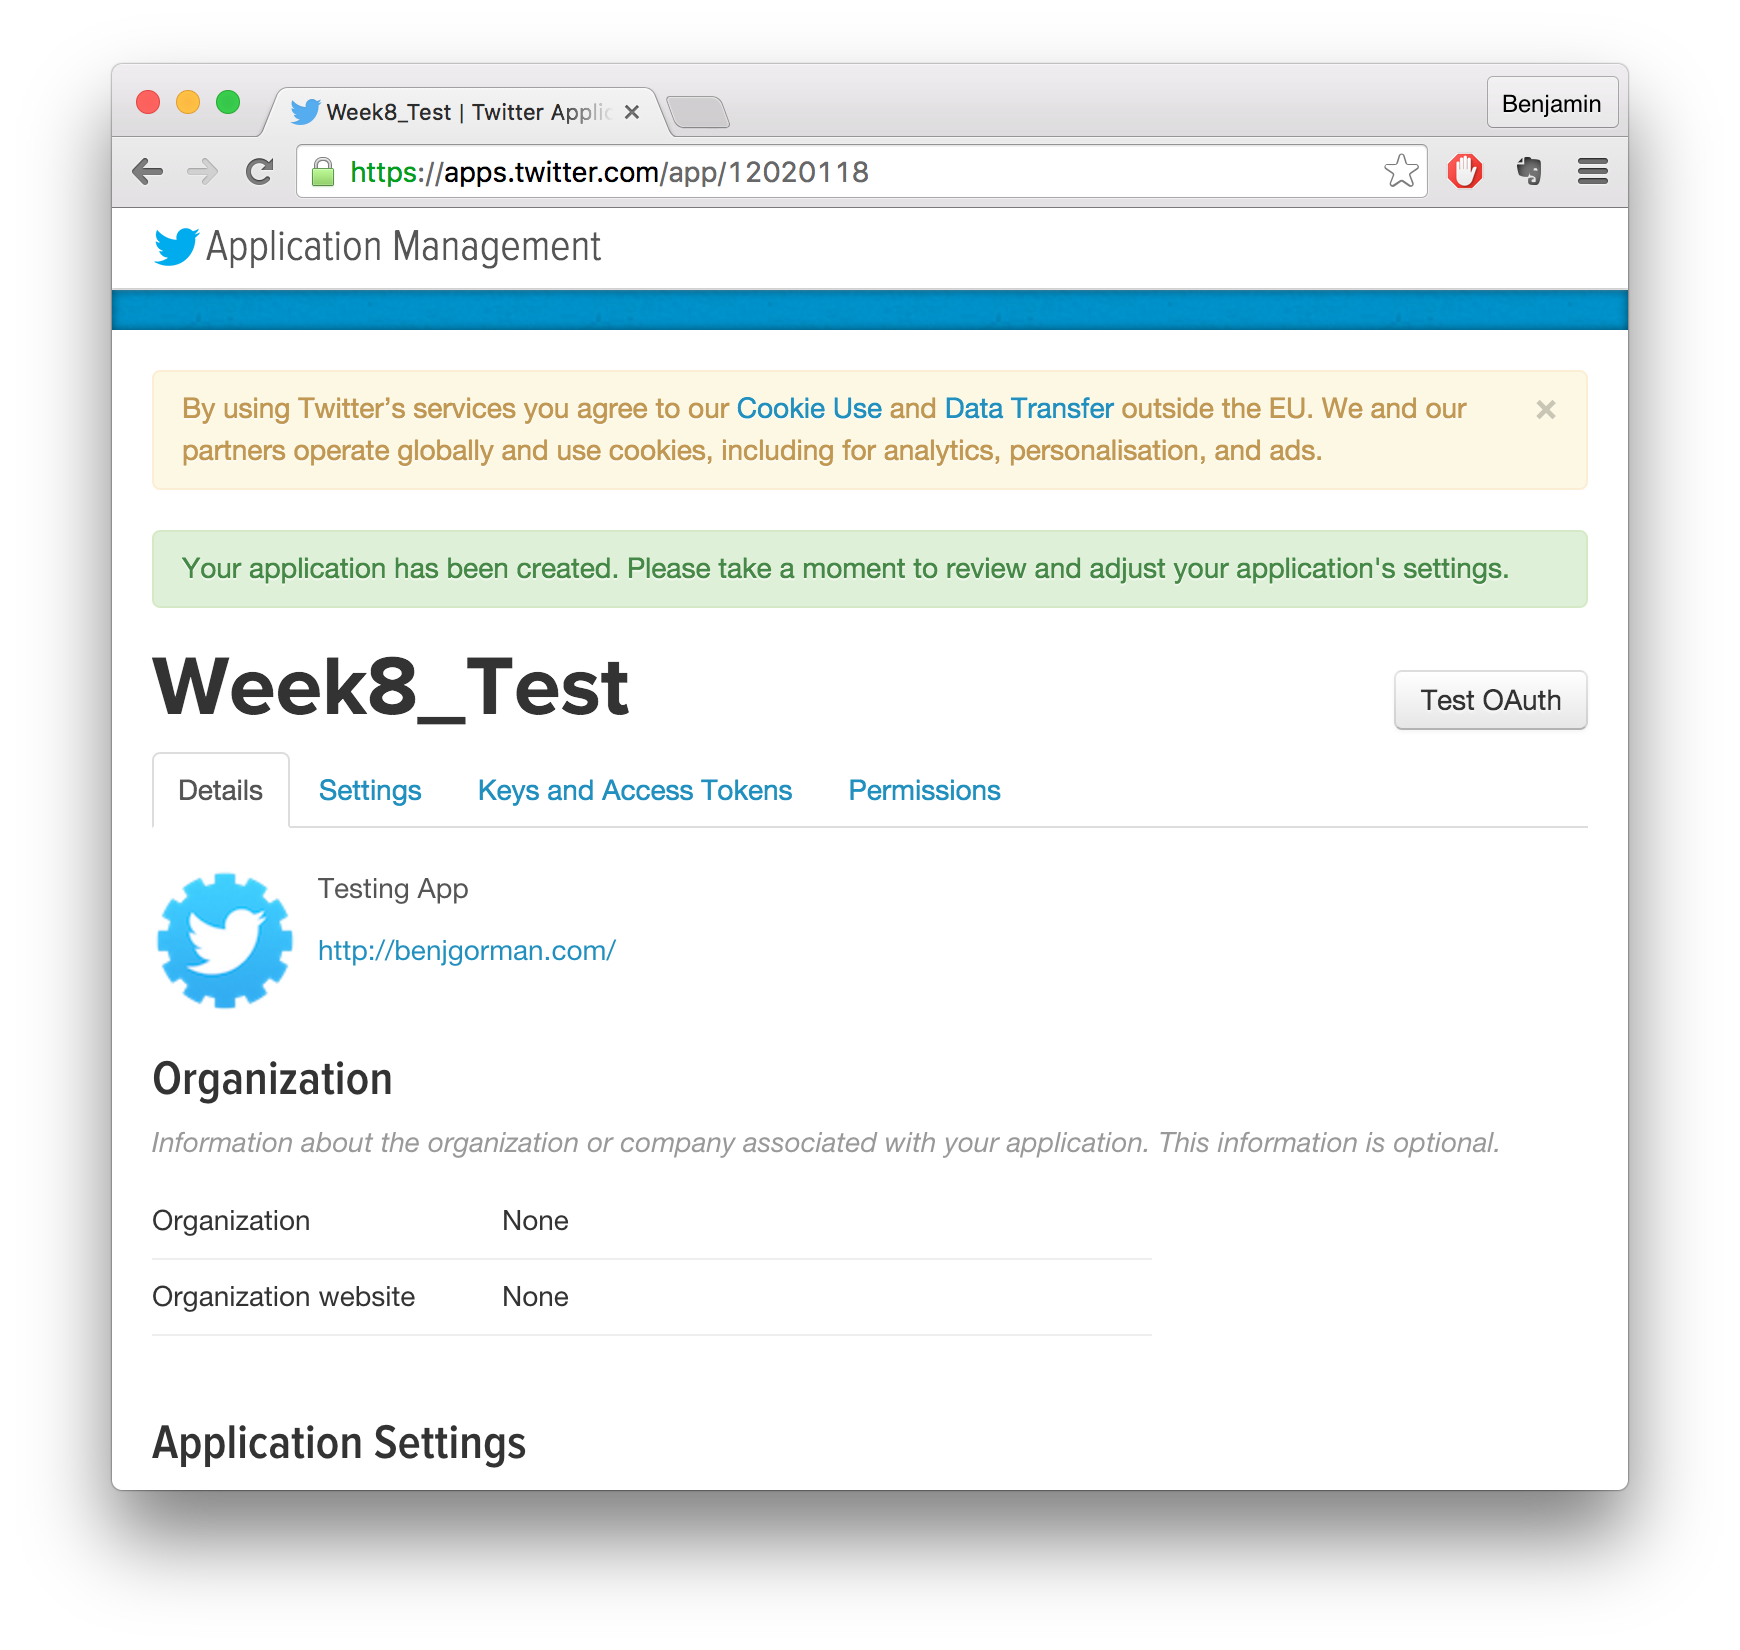 Week8_Test | Twitter Applic
Benjamin
https://apps.twitter.com/app/12020118
Application Management
By using Twitter’s services you agree to our Cookie Use and Data Transfer outside the EU. We and our
partners operate globally and use cookies, including for analytics, personalisation, and ads.
Your application has been created. Please take a moment to review and adjust your application's settings.
Week8_Test
Test OAuth
Details Settings Keys and Access Tokens Permissions
Testing App
http://benjgorman.com/
Organization
Information about the organization or company associated with your application. This information is optional.
Organization None
Organization website None
Application Settings